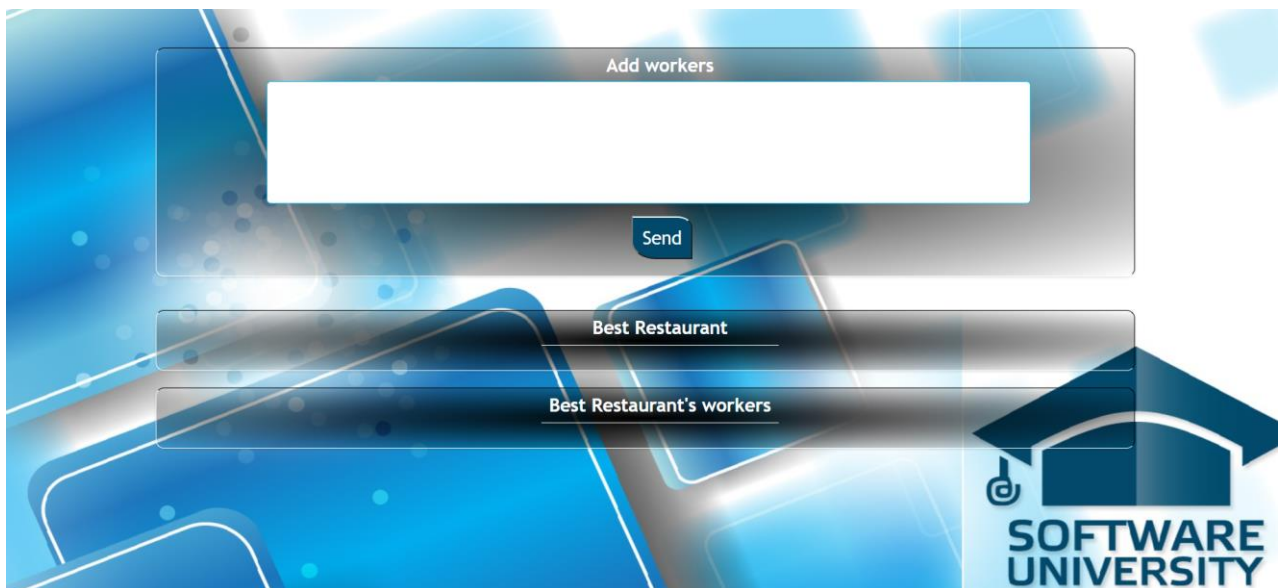 Add workers
Send
Best Restaurant
Best Restaurant's workers
SOFTWARE
UNIVERSITY